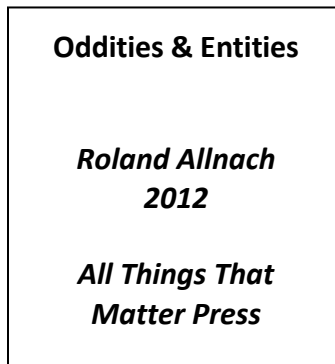 Oddities & Entities
Roland Allnach
2012
All Things That
Matter Press